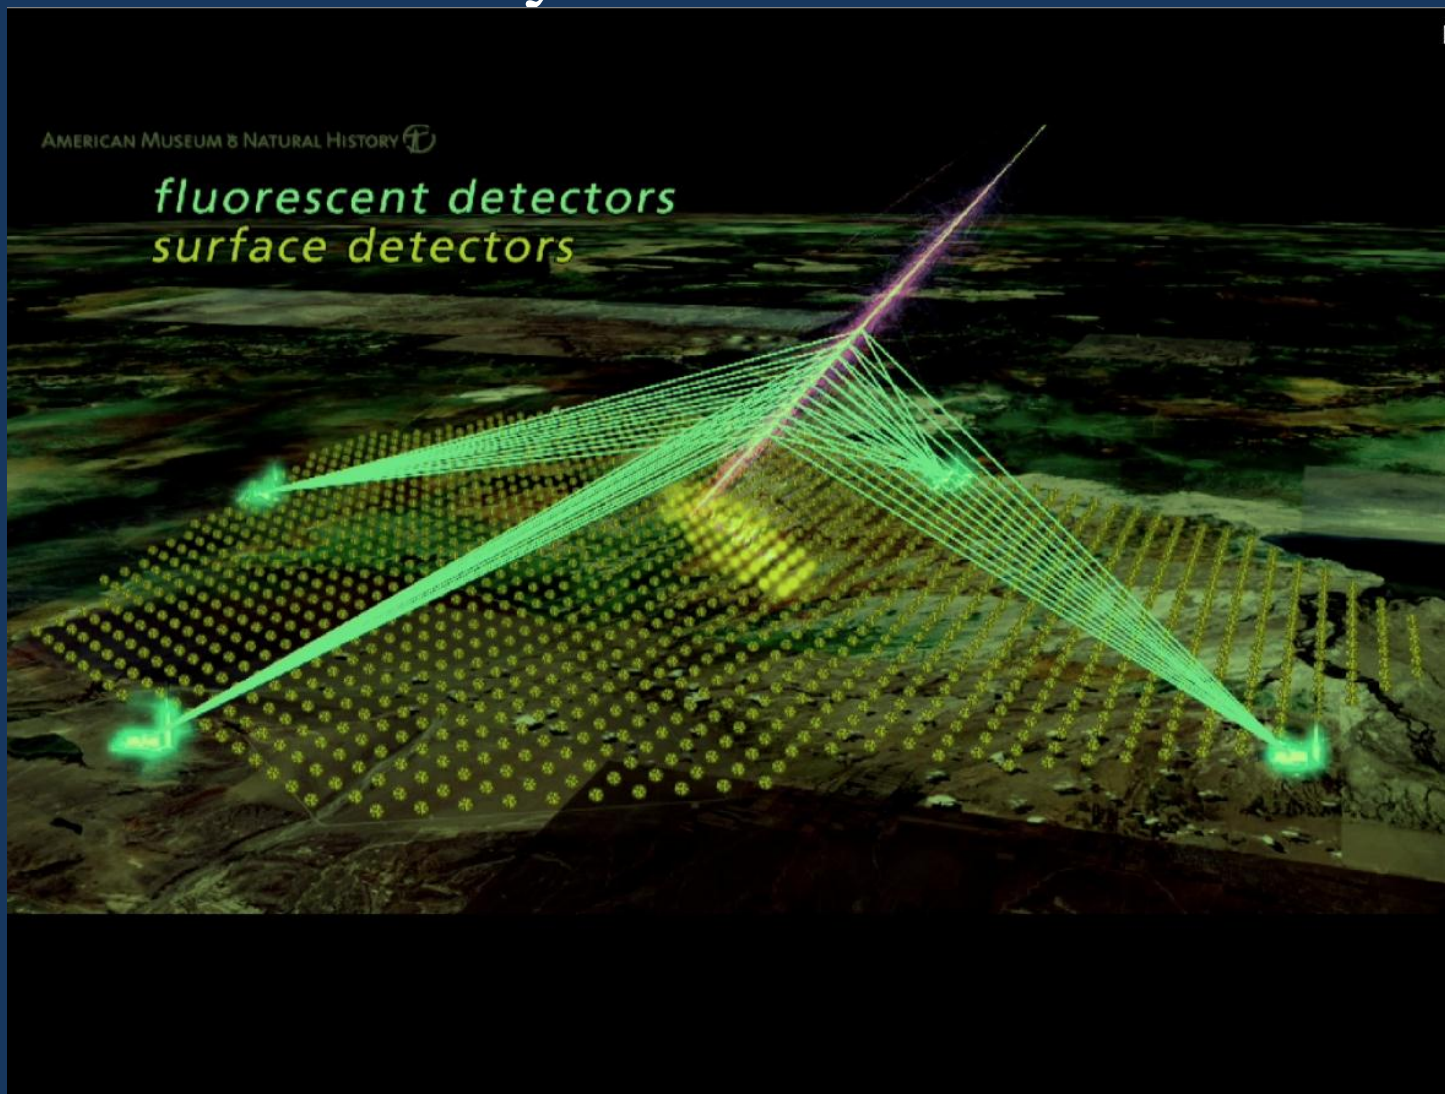 AMERICAN MUSEUM & NATURAL HISTORY
fluorescent detectors
surface detectors